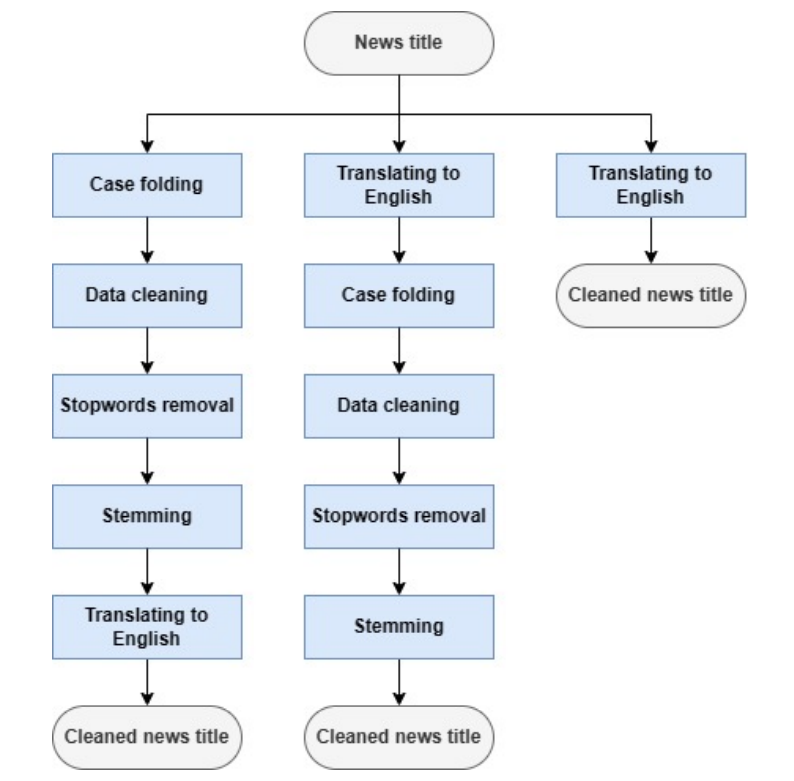 News title
Case folding
Data cleaning
Stopwords removal
Stemming
Translating to
English
Cleaned news title
Translating to
English
Case folding
Data cleaning
Stopwords removal
Stemming
Cleaned news title
Translating to
English
Cleaned news title